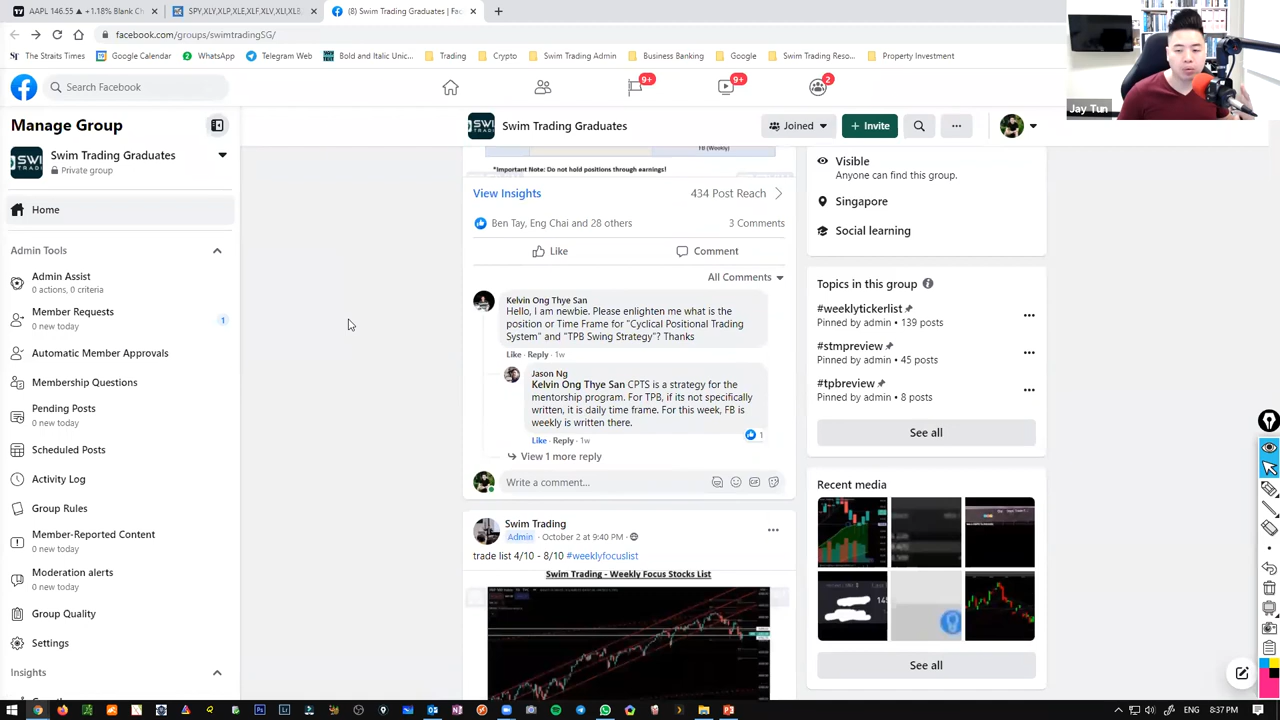 AAPL 146.55 ▲ +1.18% Blank C
SPY,XLY,XLP,XLE,XLF,XLV,XLI,XLB
(8) Swim Trading Graduates | Fac
facebook.com/groups/swimtradingSG/
The Straits Times
Google Calendar
WhatsApp
Telegram Web
Bold and Italic Unic...
Trading
Crypto
Swim Trading Admin
Business Banking
Google
Swim Trading Reso...
Property Investment
Jay Tun
Search Facebook
9+
9+
2
Manage Group
Swim Trading Graduates
Private group
Home
Admin Tools
Admin Assist
0 actions, 0 criteria
Member Requests
0 new today
1
Automatic Member Approvals
Membership Questions
Pending Posts
0 new today
Scheduled Posts
Activity Log
Group Rules
Member-Reported Content
0 new today
Moderation alerts
0 new today
Group Quality
Settings
Insights
SWI
TRADI
Swim Trading Graduates
Joined
+ Invite
FB (Weekly)
*Important Note: Do not hold positions through earnings!
View Insights
434 Post Reach
Ben Tay, Eng Chai and 28 others
3 Comments
Like
Comment
All Comments
Kelvin Ong Thye San
Hello, I am newbie. Please enlighten me what is the
position or Time Frame for "Cyclical Positional Trading
System" and "TPB Swing Strategy"? Thanks
Like · Reply · 1w
Jason Ng
Kelvin Ong Thye San CPTS is a strategy for the
mentorship program. For TPB, if its not specifically
written, it is daily time frame. For this week, FB is
weekly is written there.
1
Like · Reply · 1w
View 1 more reply
Write a comment...
Swim Trading
Admin · October 2 at 9:40 PM ·
trade list 4/10 - 8/10 #weeklyfocuslist
Swim Trading - Weekly Focus Stocks List
Visible
Anyone can find this group.
Singapore
Social learning
Topics in this group
#weeklytickerlist
Pinned by admin • 139 posts
#stmpreview
Pinned by admin • 45 posts
#tpbreview
Pinned by admin • 8 posts
See all
Recent media
See all
8:37 PM